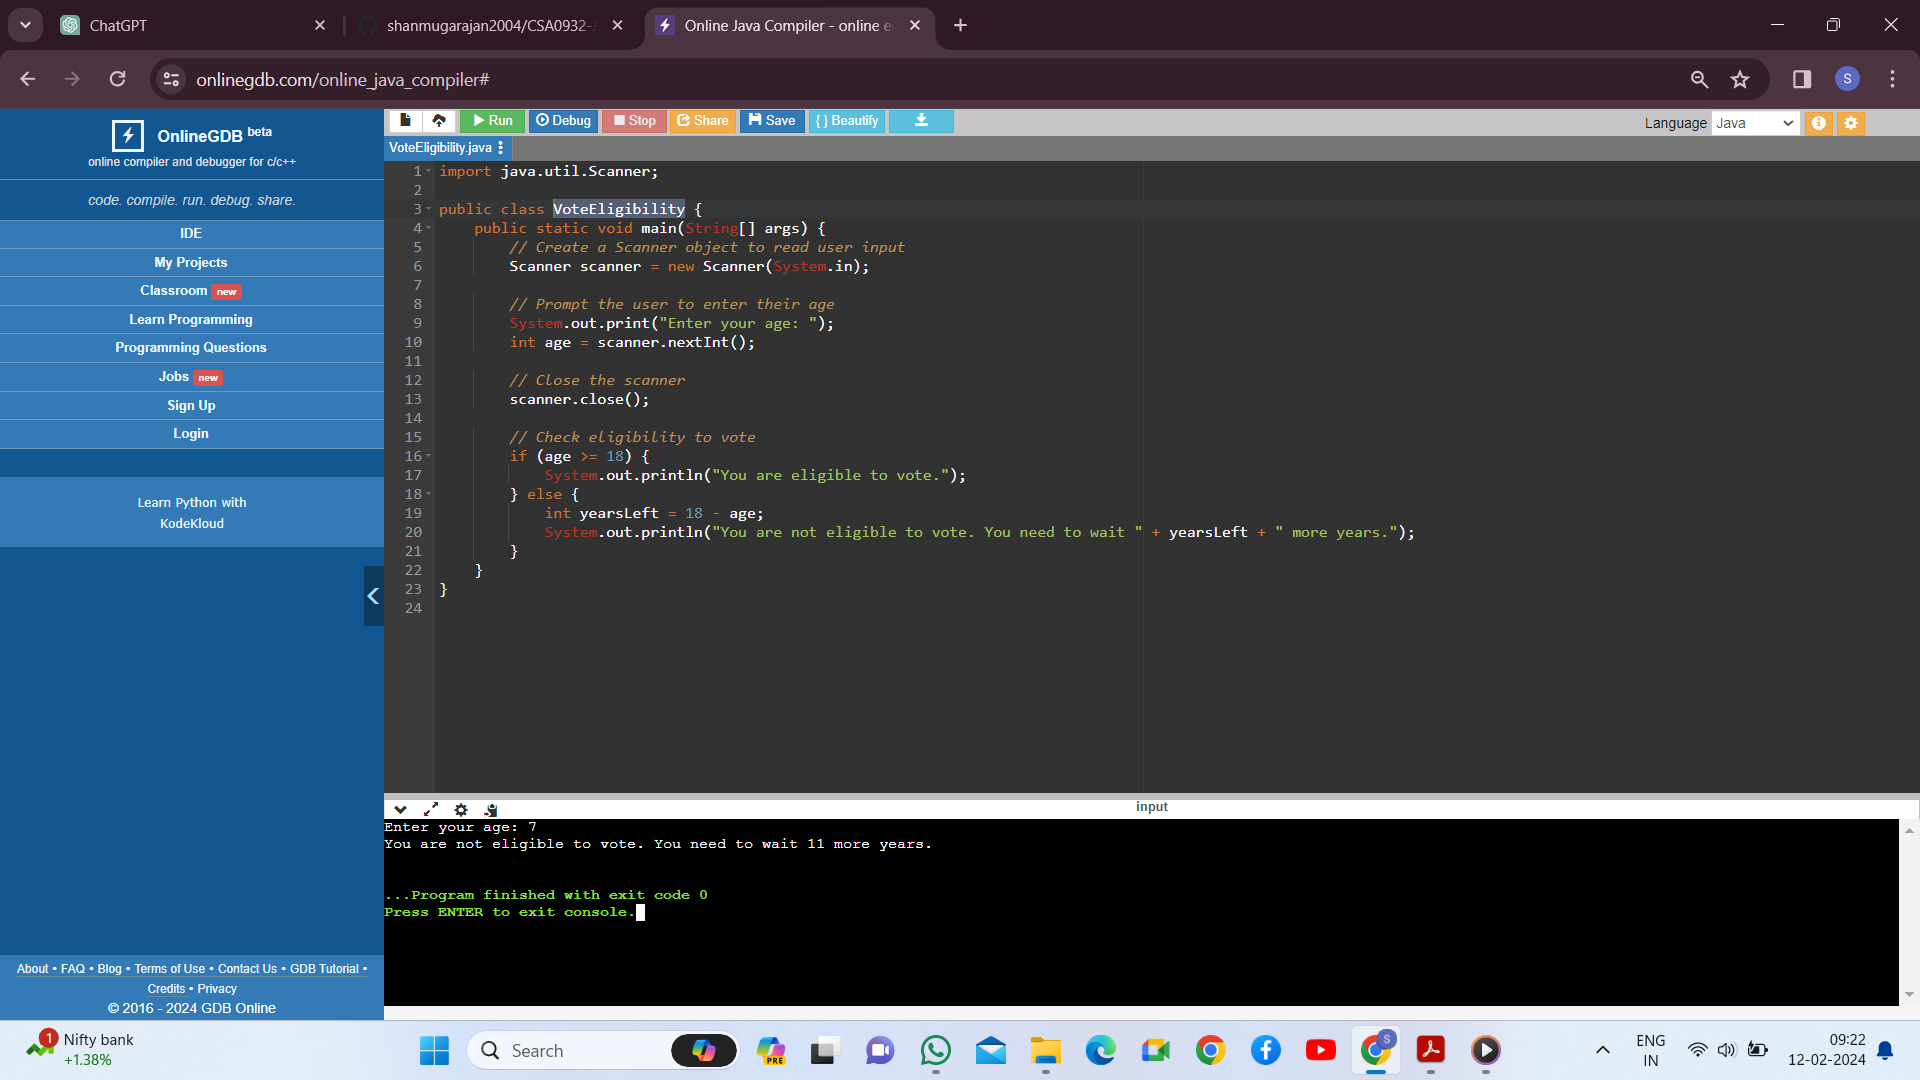 ChatGPT
shanmugarajan2004/CSA0932-
Online Java Compiler - online e
onlinegdb.com/online_java_compiler#
S
OnlineGDB beta
online compiler and debugger for c/c++
code. compile. run. debug. share.
IDE
My Projects
Classroom new
Learn Programming
Programming Questions
Jobs new
Sign Up
Login
Learn Python with
KodeKloud
About • FAQ • Blog • Terms of Use • Contact Us • GDB Tutorial •
Credits • Privacy
© 2016 - 2024 GDB Online
Run Debug Stop Share Save { } Beautify
Language Java
VoteEligibility.java
1 import java.util.Scanner;
2
3 public class VoteEligibility {
4 public static void main(String[] args) {
5 // Create a Scanner object to read user input
6 Scanner scanner = new Scanner(System.in);
7
8 // Prompt the user to enter their age
9 System.out.print("Enter your age: ");
10 int age = scanner.nextInt();
11
12 // Close the scanner
13 scanner.close();
14
15 // Check eligibility to vote
16 if (age >= 18) {
17 System.out.println("You are eligible to vote.");
18 } else {
19 int yearsLeft = 18 - age;
20 System.out.println("You are not eligible to vote. You need to wait " + yearsLeft + " more years.");
21 }
22 }
23 }
24
input
Enter your age: 7
You are not eligible to vote. You need to wait 11 more years.
...Program finished with exit code 0
Press ENTER to exit console.
1
Nifty bank
+1.38%
Search
PRE
S
ENG
IN
09:22
12-02-2024